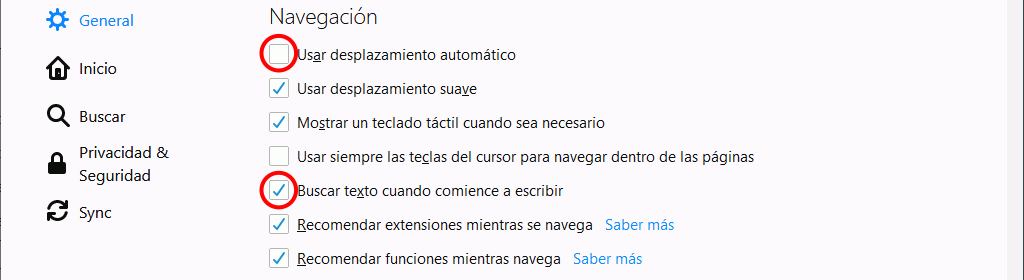 General
Inicio
Buscar
Privacidad &
Seguridad
Sync
Navegación
Usar desplazamiento automático
Usar desplazamiento suave
Mostrar un teclado táctil cuando sea necesario
Usar siempre las teclas del cursor para navegar dentro de las páginas
Buscar texto cuando comience a escribir
Recomendar extensiones mientras se navega Saber más
Recomendar funciones mientras navega Saber más